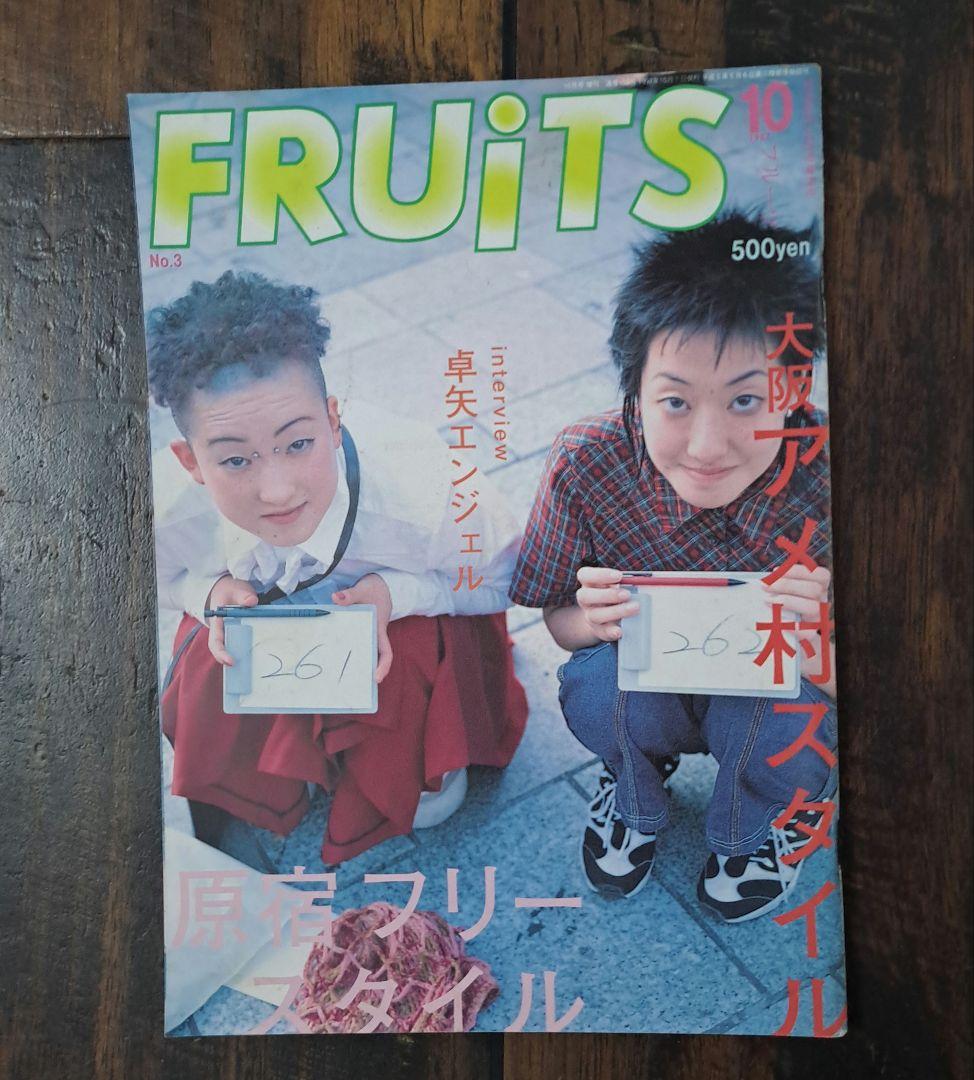 FRUiTS
10
No.3
500yen
interview
卓矢エンジェル
大阪アメ村スタイル
261
262
原宿フリー
スタイル